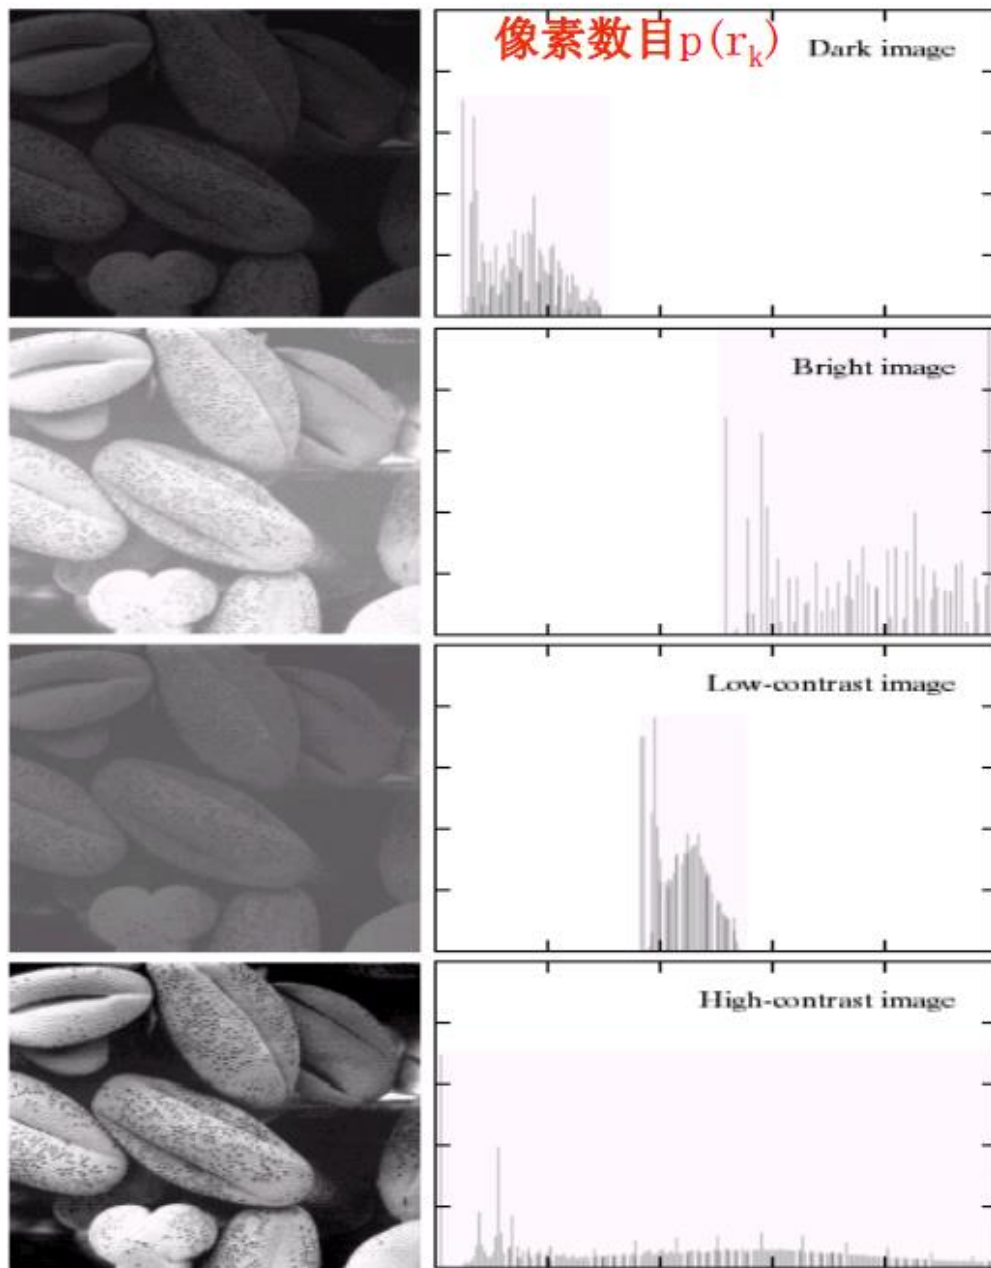 像素数目p(rₖ)
Dark image
Bright image
Low-contrast image
High-contrast image